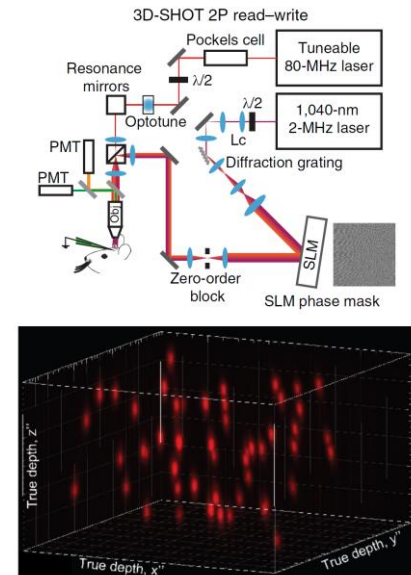 3D-SHOT 2P read–write
Pockels cell
Tuneable
80-MHz laser
Resonance
mirrors
λ/2
Optotune
λ/2
1,040-nm
2-MHz laser
Lc
PMT
Diffraction grating
PMT
Obj
SLM
Zero-order
block
SLM phase mask
True depth, z''
True depth, x''
True depth, y''